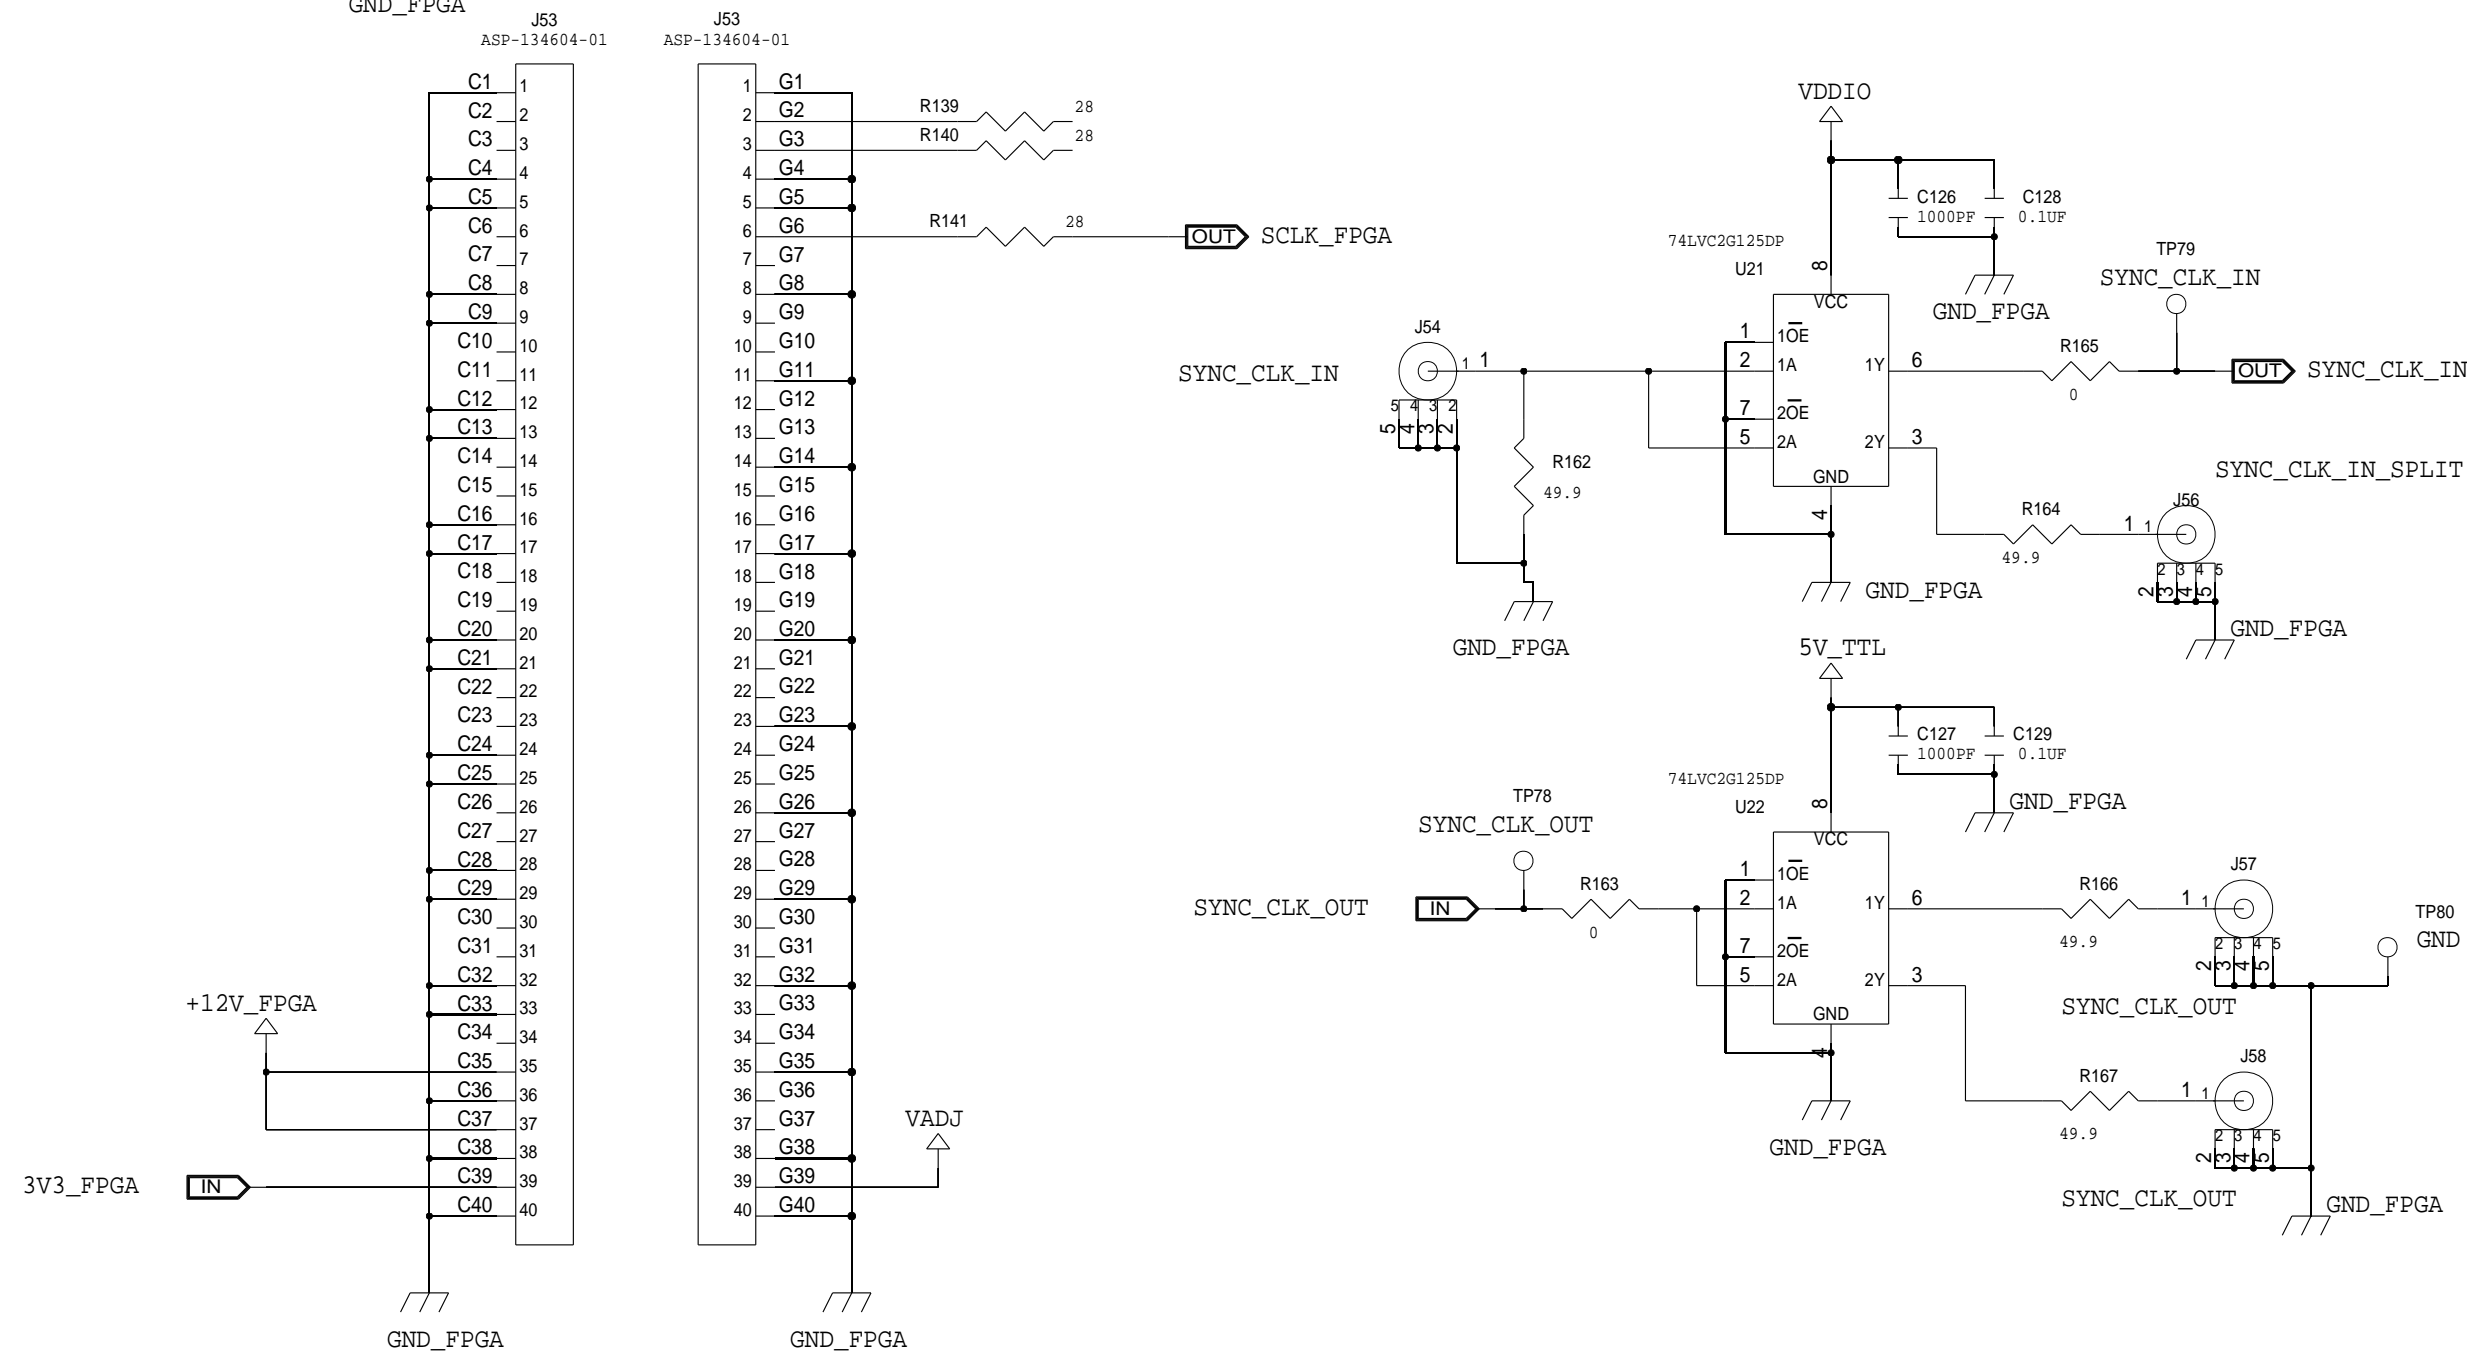 GND_FPGA
J53
ASP-134604-01
C1 1
C2 2
C3 3
C4 4
C5 5
C6 6
C7 7
C8 8
C9 9
C10 10
C11 11
C12 12
C13 13
C14 14
C15 15
C16 16
C17 17
C18 18
C19 19
C20 20
C21 21
C22 22
C23 23
C24 24
C25 25
C26 26
C27 27
C28 28
C29 29
C30 30
C31 31
C32 32
C33 33
C34 34
C35 35
C36 36
C37 37
C38 38
C39 39
C40 40
+12V_FPGA
3V3_FPGA IN
GND_FPGA
J53
ASP-134604-01
1 G1
2 G2 R139 28
3 G3 R140 28
4 G4
5 G5
6 G6 R141 28 OUT SCLK_FPGA
7 G7
8 G8
9 G9
10 G10
11 G11
12 G12
13 G13
14 G14
15 G15
16 G16
17 G17
18 G18
19 G19
20 G20
21 G21
22 G22
23 G23
24 G24
25 G25
26 G26
27 G27
28 G28
29 G29
30 G30
31 G31
32 G32
33 G33
34 G34
35 G35
36 G36
37 G37
38 G38
39 G39
40 G40
VADJ
GND_FPGA
VDDIO
C126
1000PF
C128
0.1UF
GND_FPGA
74LVC2G125DP
U21
8
VCC
1 1OE
2 1A
7 2OE
5 2A
1Y 6
2Y 3
GND
4
GND_FPGA
SYNC_CLK_IN
J54
1 1
5 4 3 2
5 4 3 2
R162
49.9
GND_FPGA
TP79
SYNC_CLK_IN
R165
0
OUT SYNC_CLK_IN
SYNC_CLK_IN_SPLIT
R164
49.9
J56
1 1
2 3 4 5
2 3 4 5
GND_FPGA
5V_TTL
C127
1000PF
C129
0.1UF
GND_FPGA
74LVC2G125DP
U22
8
VCC
1 1OE
2 1A
7 2OE
5 2A
1Y 6
2Y 3
GND
4
GND_FPGA
TP78
SYNC_CLK_OUT
SYNC_CLK_OUT IN
R163
0
R166
49.9
J57
1 1
2 3 4 5
2 3 4 5
SYNC_CLK_OUT
TP80
GND
R167
49.9
J58
1 1
2 3 4 5
2 3 4 5
SYNC_CLK_OUT
GND_FPGA